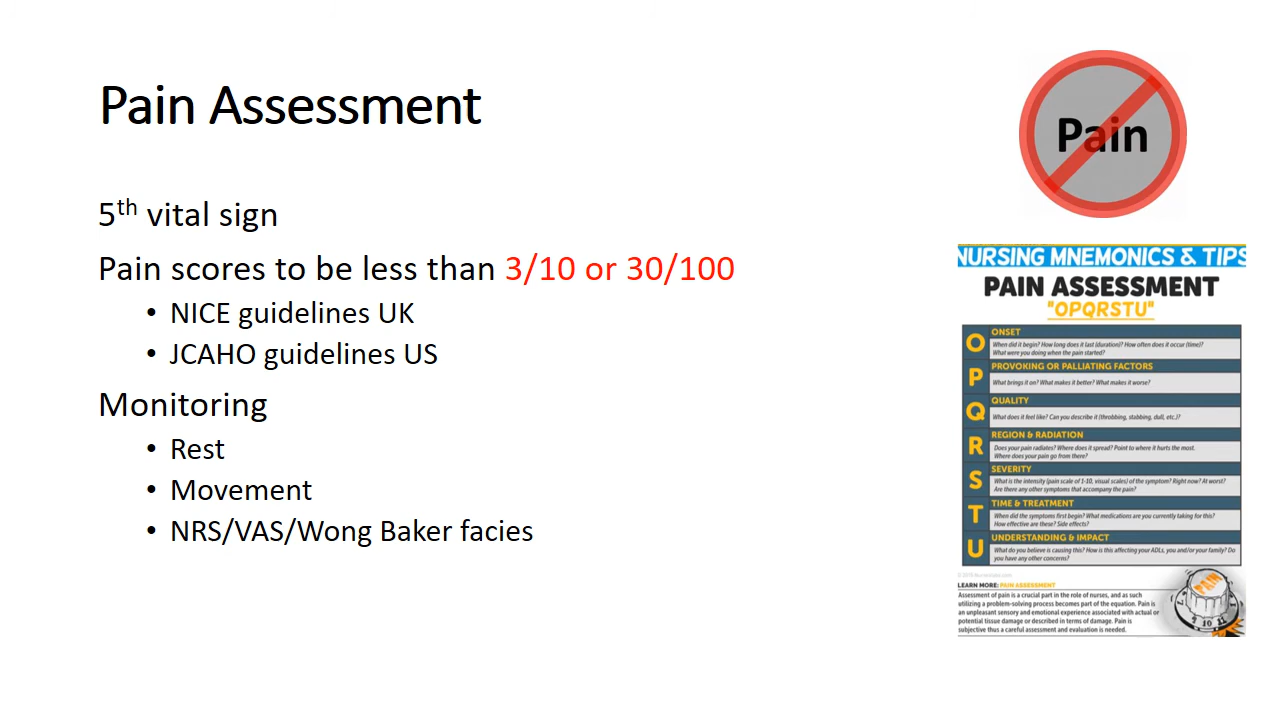 Pain Assessment
5th vital sign
Pain scores to be less than 3/10 or 30/100
• NICE guidelines UK
• JCAHO guidelines US
Monitoring
• Rest
• Movement
• NRS/VAS/Wong Baker facies
Pain
NURSING MNEMONICS & TIPS
PAIN ASSESSMENT
"OPQRSTU"
O
ONSET
When did it begin? How long does it last (duration)? How often does it occur (time)?
What were you doing when the pain started?
P
PROVOKING OR PALLIATING FACTORS
What brings it on? What makes it better? What makes it worse?
Q
QUALITY
What does it feel like? Can you describe it (throbbing, stabbing, dull, etc.)?
R
REGION & RADIATION
Does your pain radiates? Where does it spread? Point to where it hurts the most.
Where does your pain go from there?
S
SEVERITY
What is the intensity (pain scale of 1-10, visual scales) of the symptom? Right now? At worst?
Are there any other symptoms that accompany the pain?
T
TIME & TREATMENT
When did the symptoms first begin? What medications are you currently taking for this?
How effective are these? Side effects?
U
UNDERSTANDING & IMPACT
What do you believe is causing this? How is this affecting your ADLs, you and/or your family? Do
you have any other concerns?
LEARN MORE: PAIN ASSESSMENT
Assessment of pain is a crucial part in the role of nurses, and as such
utilizing a problem-solving process becomes part of the equation. Pain is
an unpleasant sensory and emotional experience associated with actual or
potential tissue damage or described in terms of damage. Pain is
subjective thus a careful assessment and evaluation is needed.
PAIN
9 10 11